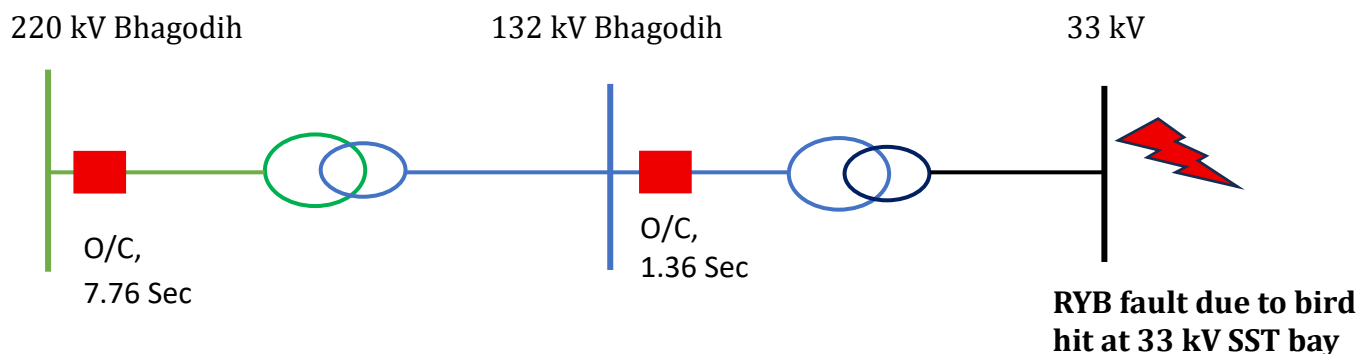 220 kV Bhagodih
132 kV Bhagodih
33 kV
O/C,
7.76 Sec
O/C,
1.36 Sec
RYB fault due to bird
hit at 33 kV SST bay